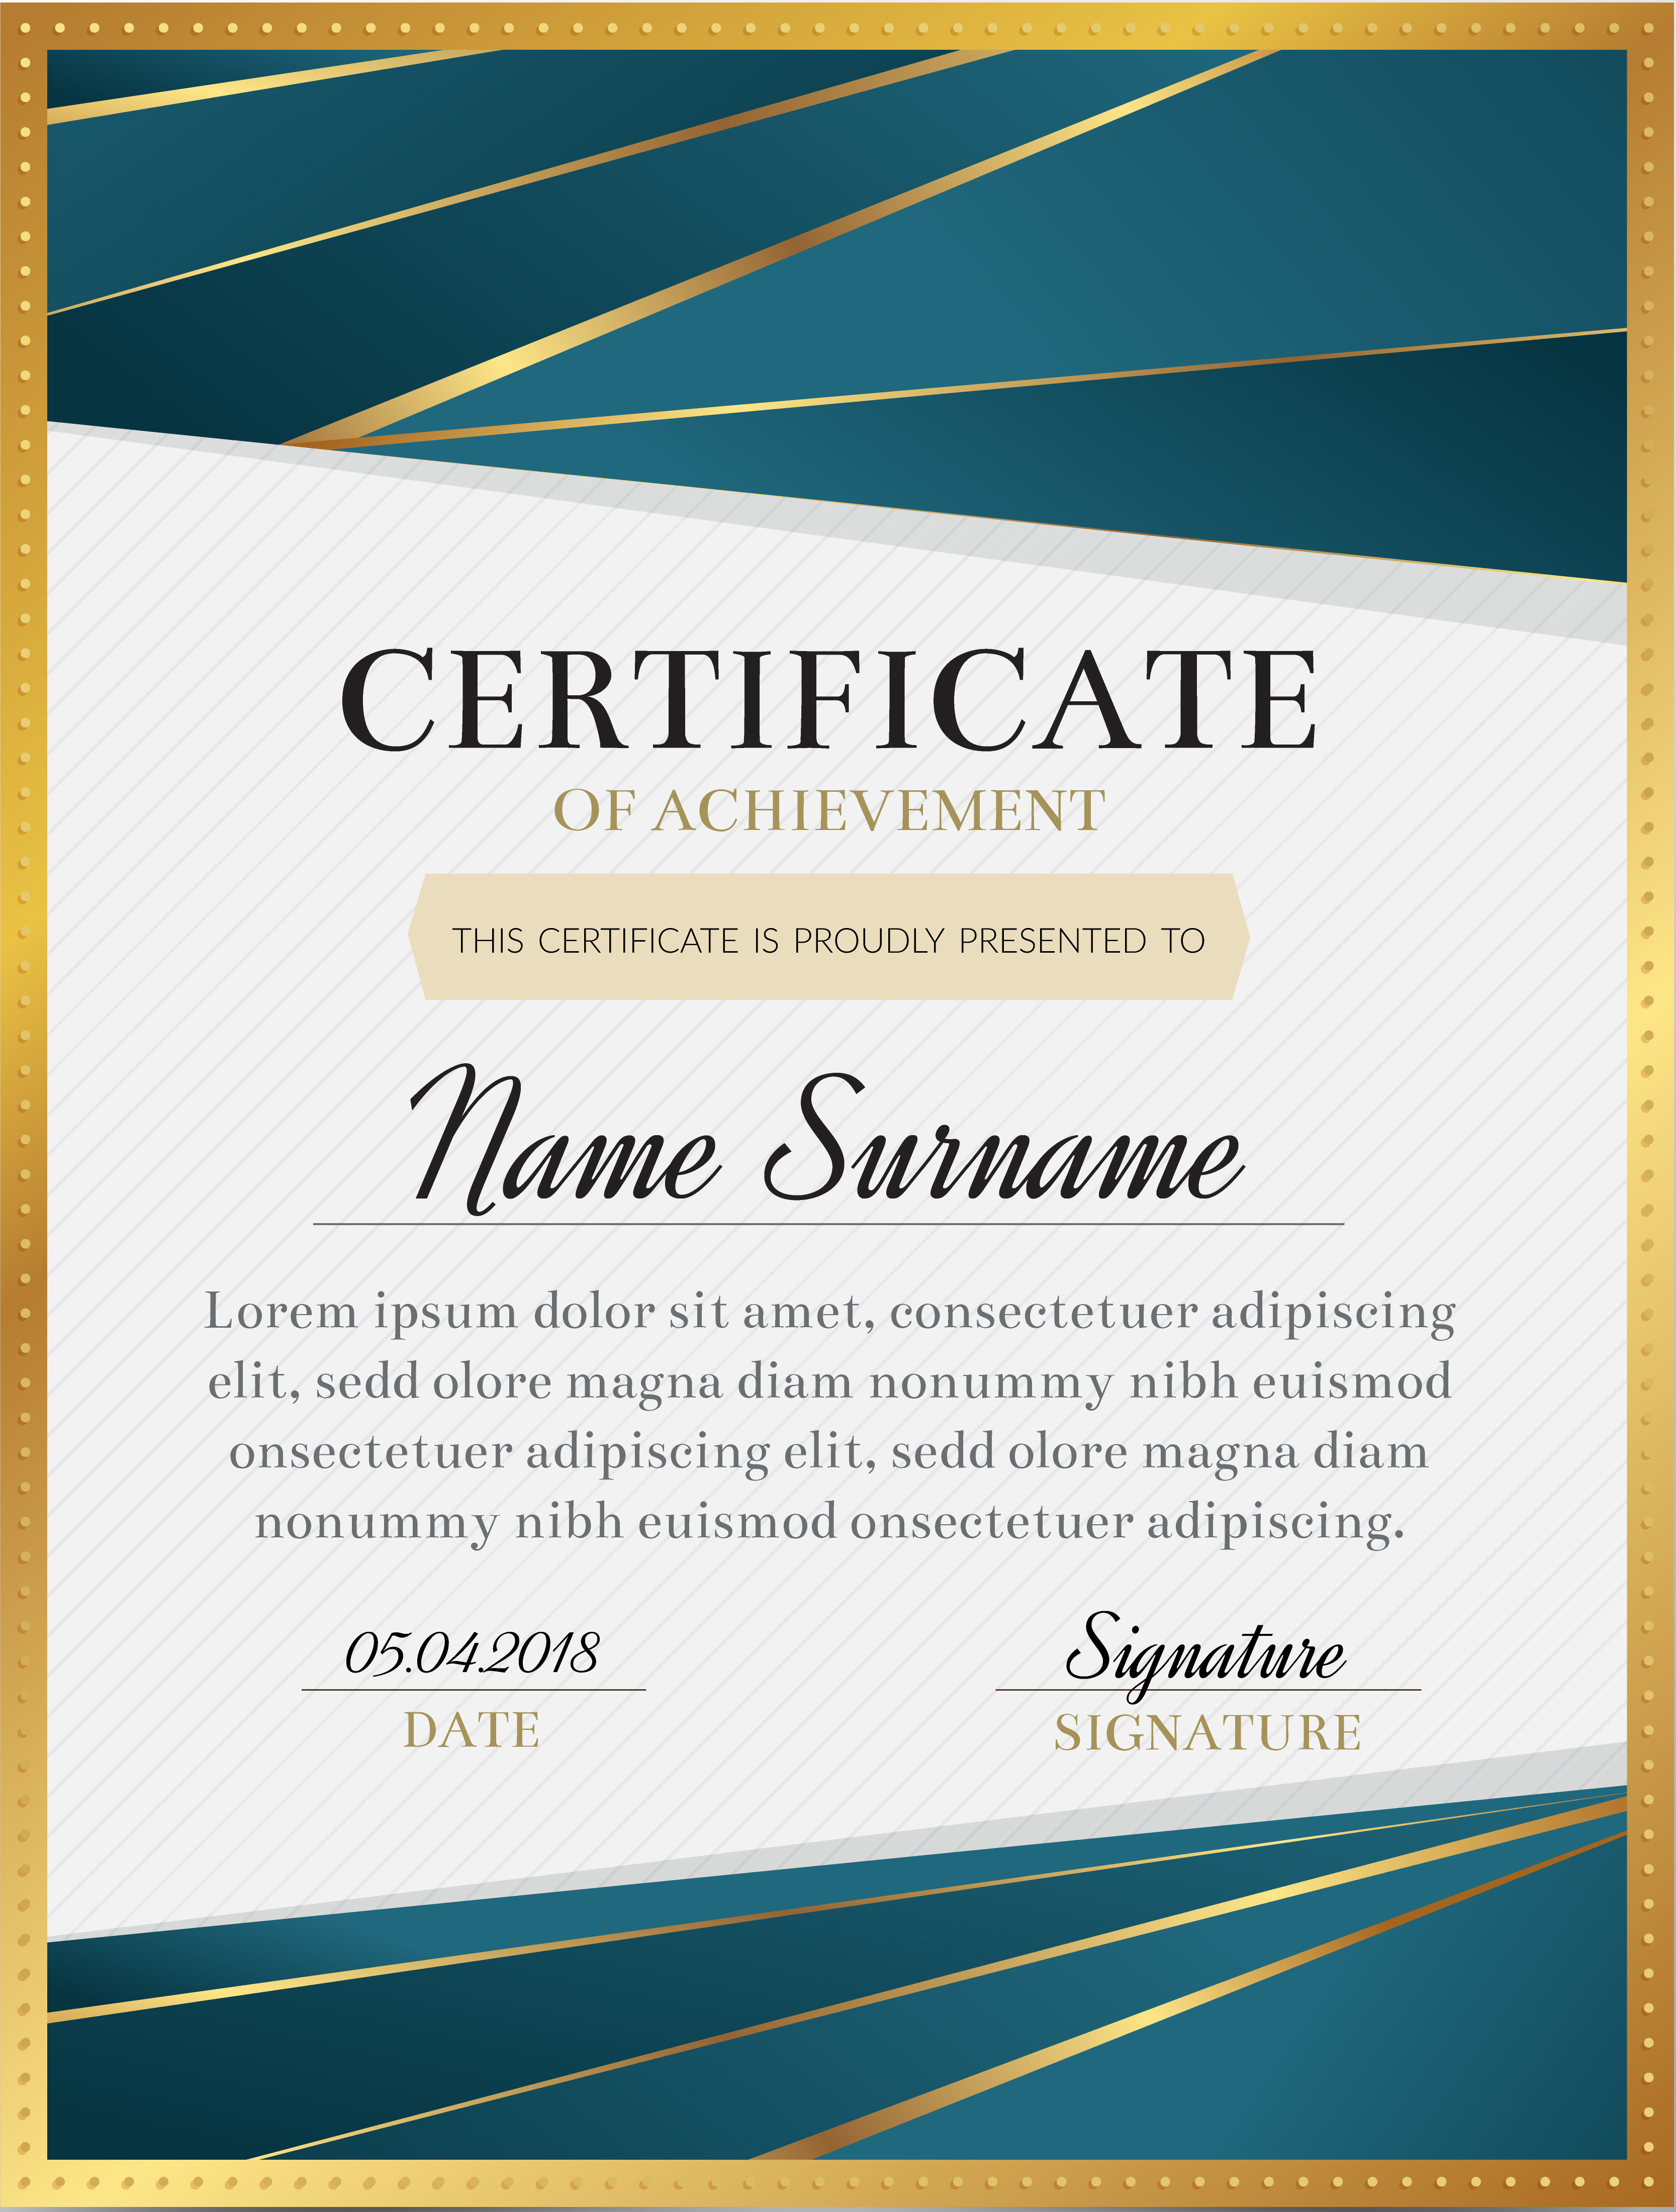 CERTIFICATE
OF ACHIEVEMENT
THIS CERTIFICATE IS PROUDLY PRESENTED TO
Name Surname
Lorem ipsum dolor sit amet, consectetuer adipiscing
elit, sedd olore magna diam nonummy nibh euismod
onsectetuer adipiscing elit, sedd olore magna diam
nonummy nibh euismod onsectetuer adipiscing.
05.04.2018
DATE
Signature
SIGNATURE